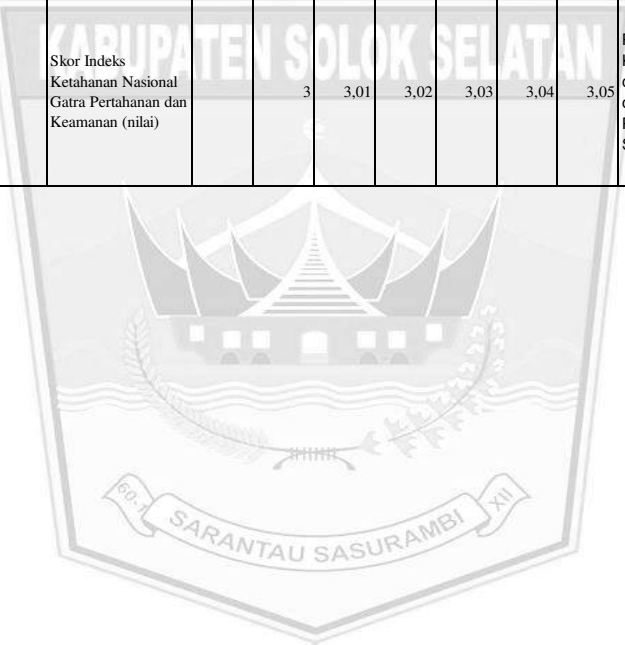 KABUPATEN SOLOK SELATAN
Skor Indeks
Ketahanan Nasional
Gatra Pertahanan dan
Keamanan (nilai)
3 3,01 3,02 3,03 3,04 3,05
SARANTAU SASURAMBI
XII